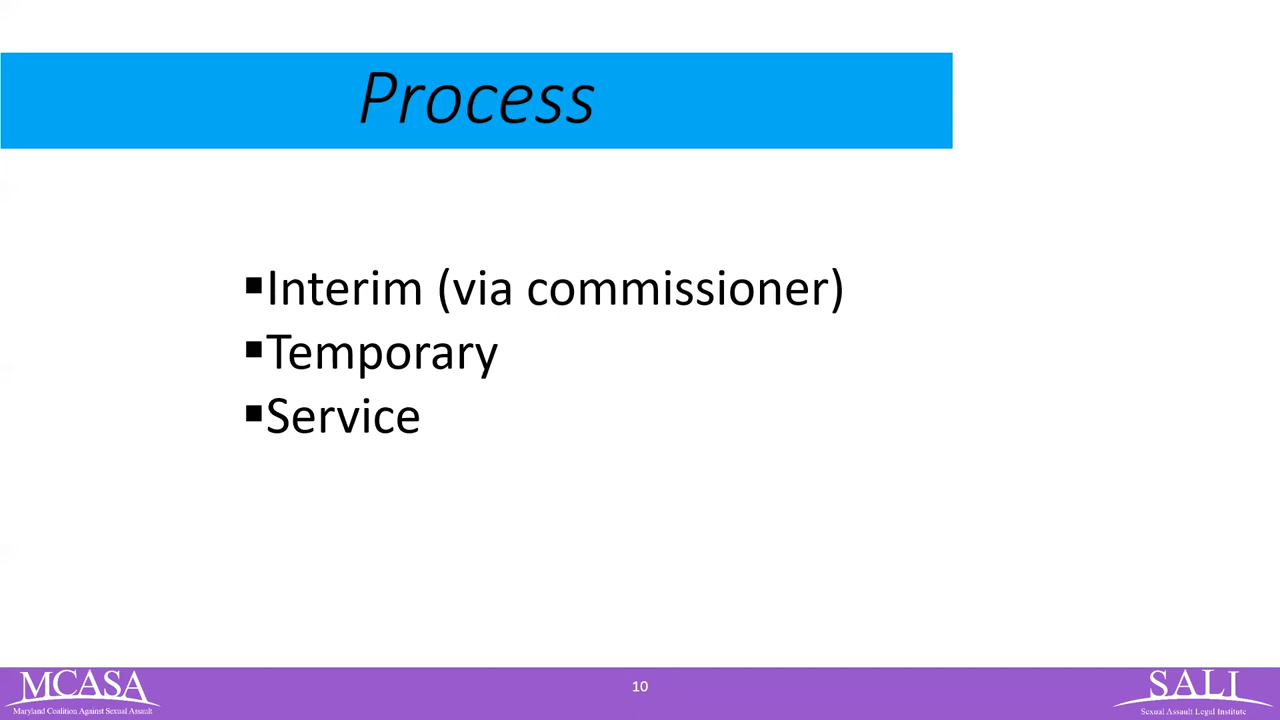 Process
▪Interim (via commissioner)
▪Temporary
▪Service
MCASA
Maryland Coalition Against Sexual Assault
10
SALI
Sexual Assault Legal Institute